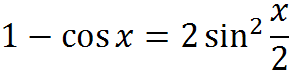 1 − cos x = 2 sin² x/2